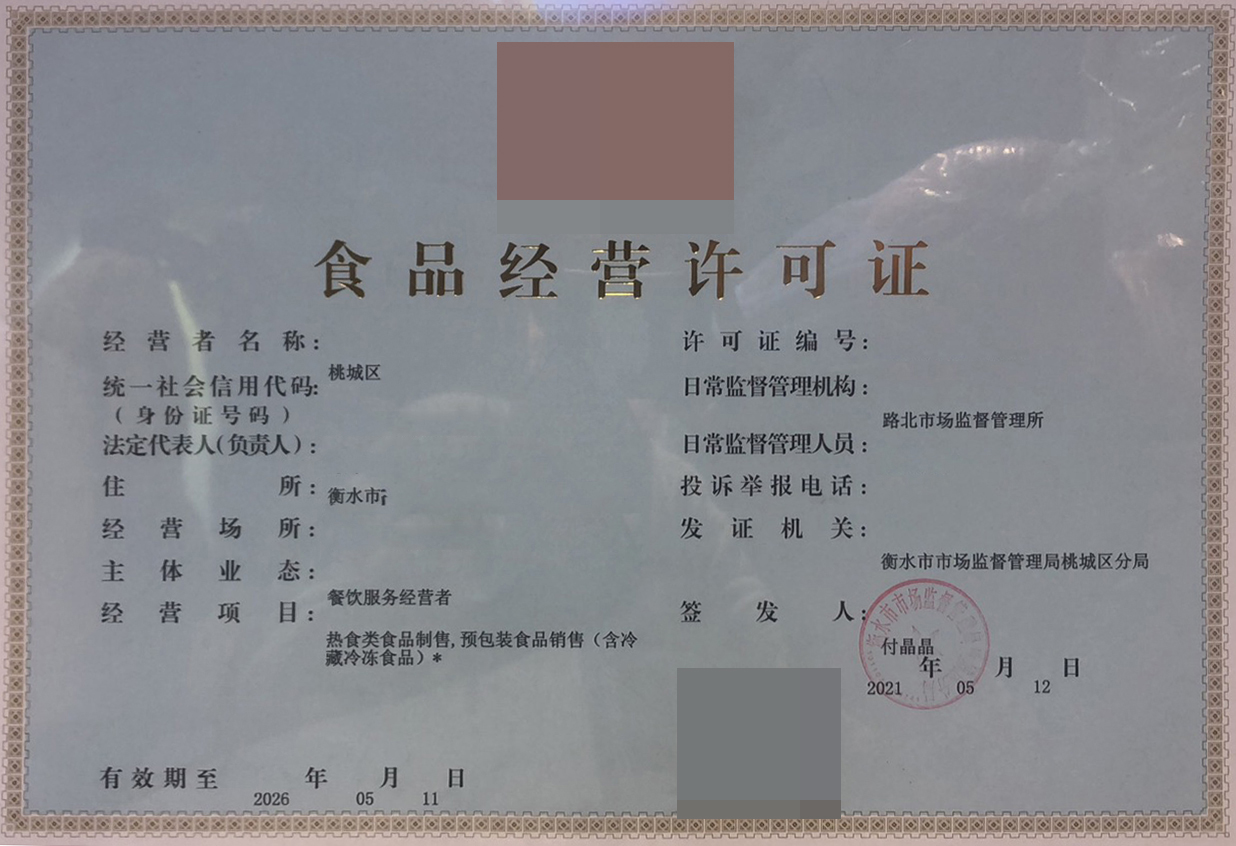 食品经营许可证
经营者名称：
桃城区
统一社会信用代码：
（身份证号码）
法定代表人（负责人）：
住所：
衡水市
经营场所：
主体业态：
餐饮服务经营者
经营项目：
热食类食品制售,预包装食品销售（含冷
藏冷冻食品）*
有效期至 年 月 日
2026 05 11
许可证编号：
日常监督管理机构：
路北市场监督管理所
日常监督管理人员：
投诉举报电话：
发证机关：
衡水市市场监督管理局桃城区分局
签发人：
付晶晶
年 月 日
2021 05 12